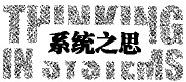 THINKING
系统之思
IN SYSTEMS